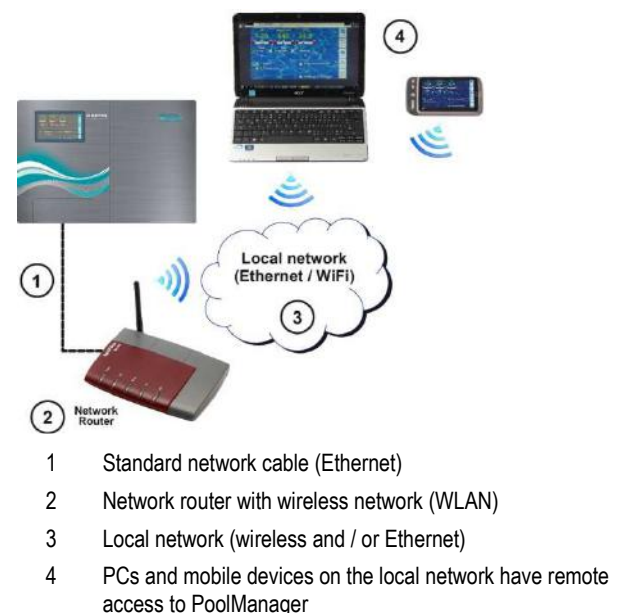 4
1
Local network
(Ethernet / WiFi)
3
2 Network
Router
1 Standard network cable (Ethernet)
2 Network router with wireless network (WLAN)
3 Local network (wireless and / or Ethernet)
4 PCs and mobile devices on the local network have remote
access to PoolManager